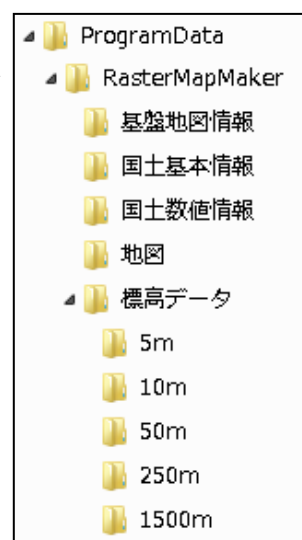 ProgramData
RasterMapMaker
基盤地図情報
国土基本情報
国土数値情報
地図
標高データ
5m
10m
50m
250m
1500m